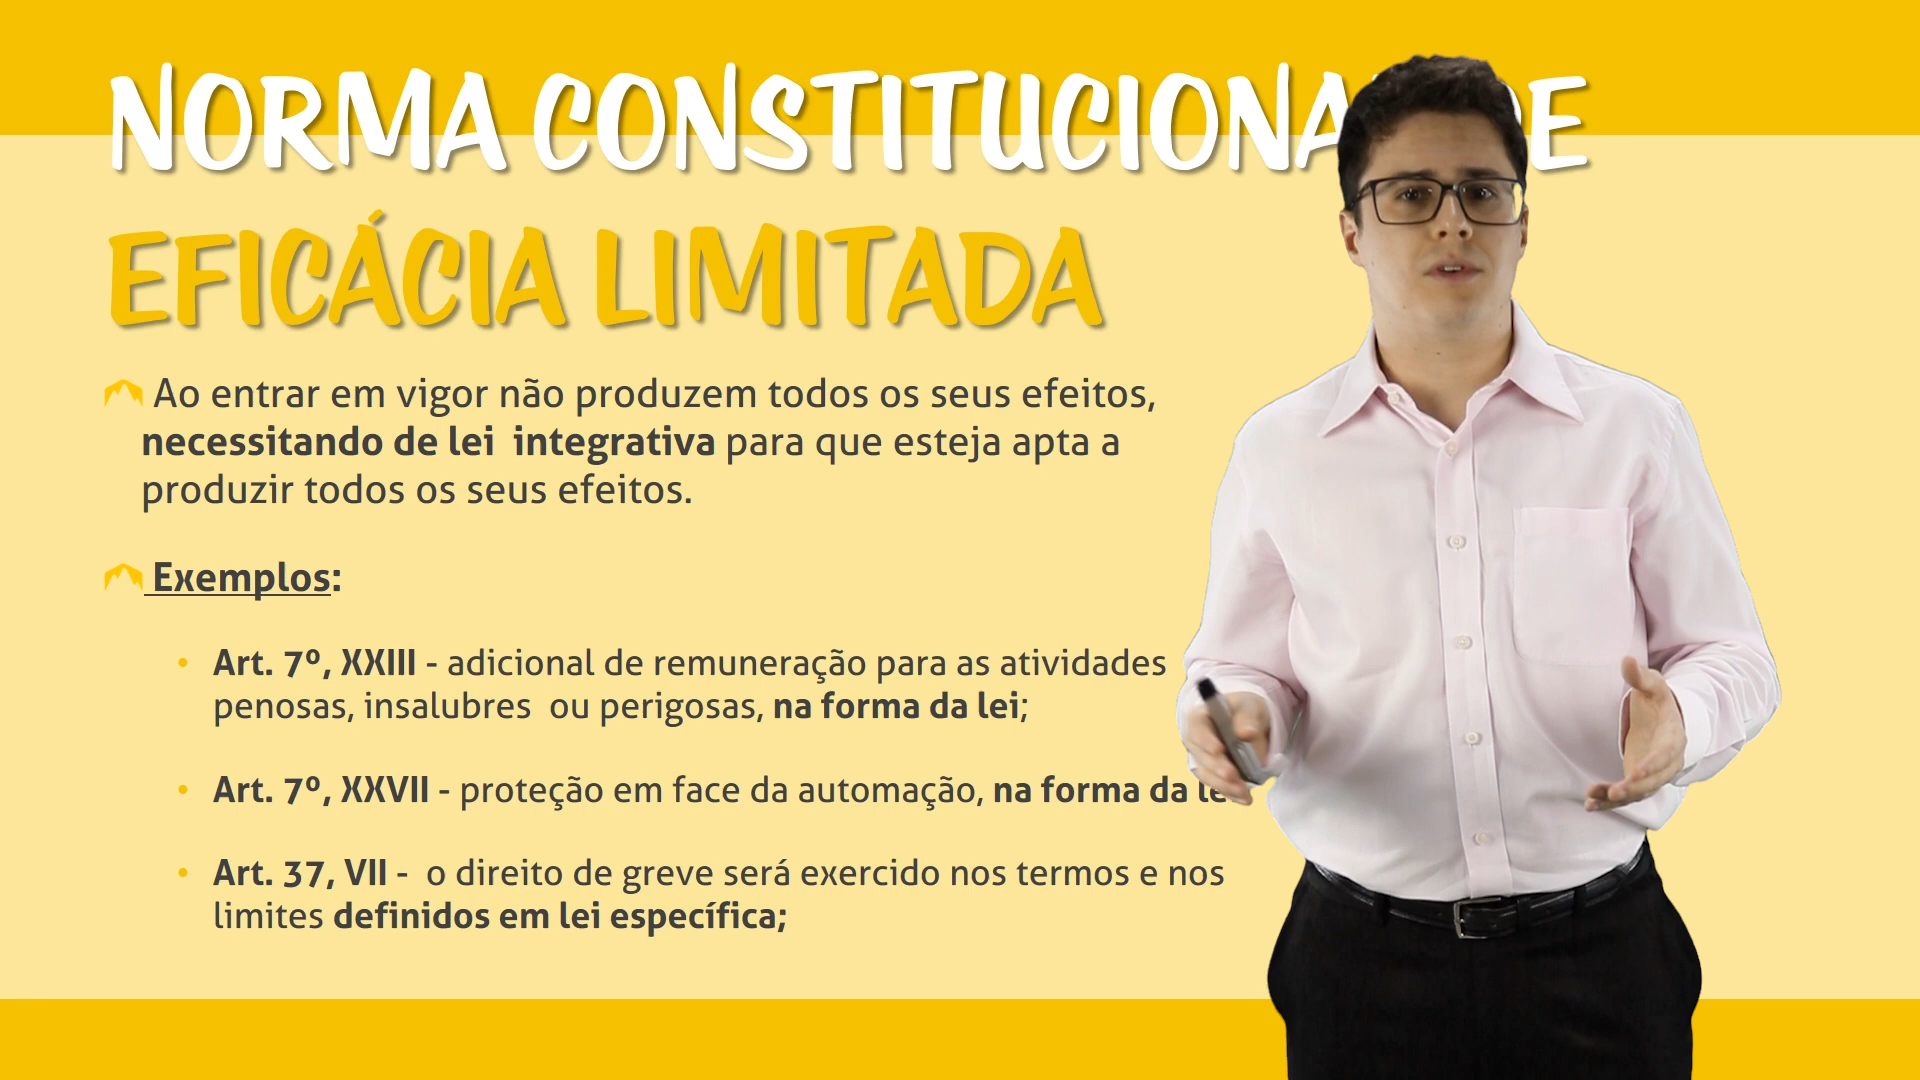 NORMA CONSTITUCIONA DE
EFICÁCIA LIMITADA
Ao entrar em vigor não produzem todos os seus efeitos,
necessitando de lei integrativa para que esteja apta a
produzir todos os seus efeitos.
Exemplos:
• Art. 7º, XXIII - adicional de remuneração para as atividades
penosas, insalubres ou perigosas, na forma da lei;
• Art. 7º, XXVII - proteção em face da automação, na forma da le
• Art. 37, VII - o direito de greve será exercido nos termos e nos
limites definidos em lei específica;